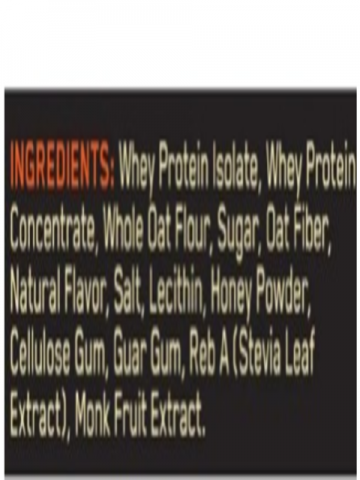 INGREDIENTS: Whey Protein Isolate, Whey Protein
Concentrate, Whole Oat Flour, Sugar, Oat Fiber,
Natural Flavor, Salt, Lecithin, Honey Powder,
Cellulose Gum, Guar Gum, Reb A (Stevia Leaf
Extract), Monk Fruit Extract.